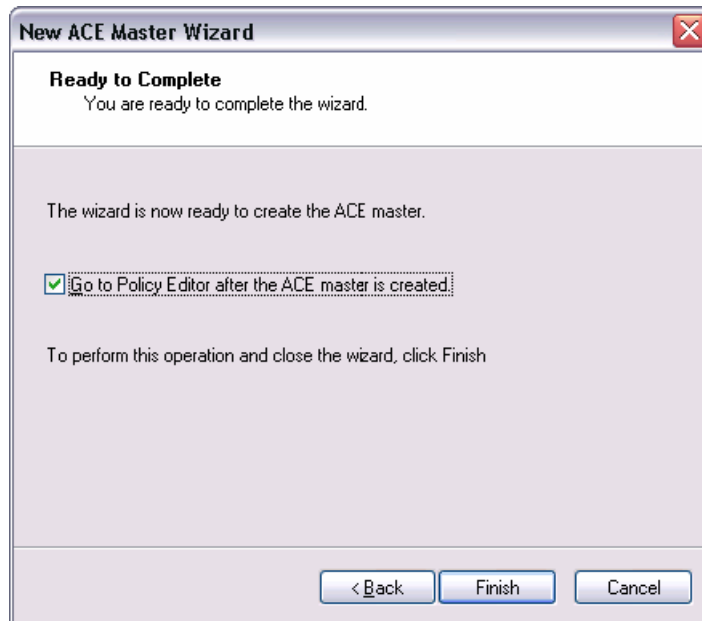 New ACE Master Wizard
Ready to Complete
You are ready to complete the wizard.
The wizard is now ready to create the ACE master.
Go to Policy Editor after the ACE master is created.
To perform this operation and close the wizard, click Finish
< Back
Finish
Cancel